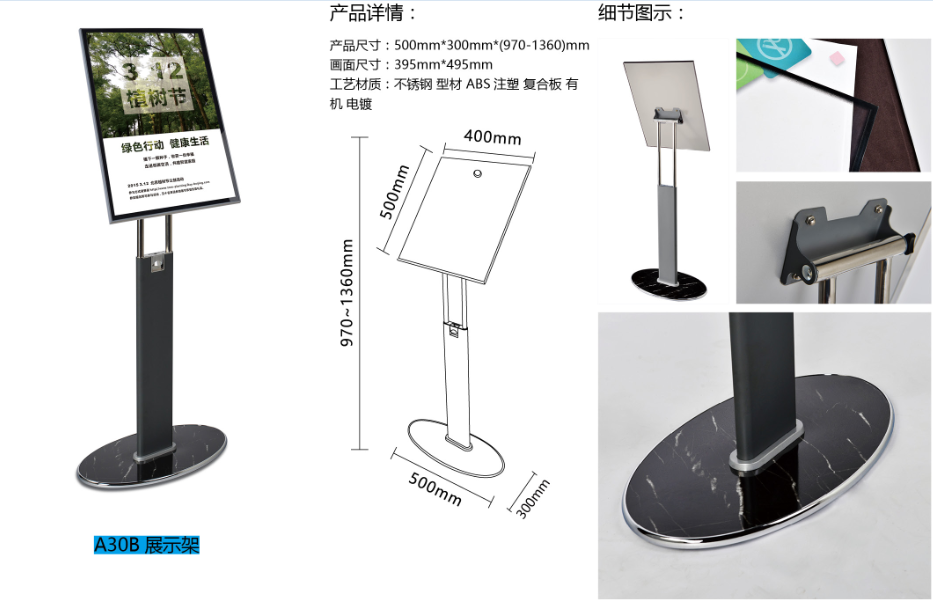 产品详情：
产品尺寸：500mm*300mm*(970-1360)mm
画面尺寸：395mm*495mm
工艺材质：不锈钢 型材 ABS 注塑 复合板 有
机 电镀
细节图示：
3 12
植树节
绿色行动 健康生活
400mm
500mm
970~1360mm
500mm
300mm
A30B 展示架